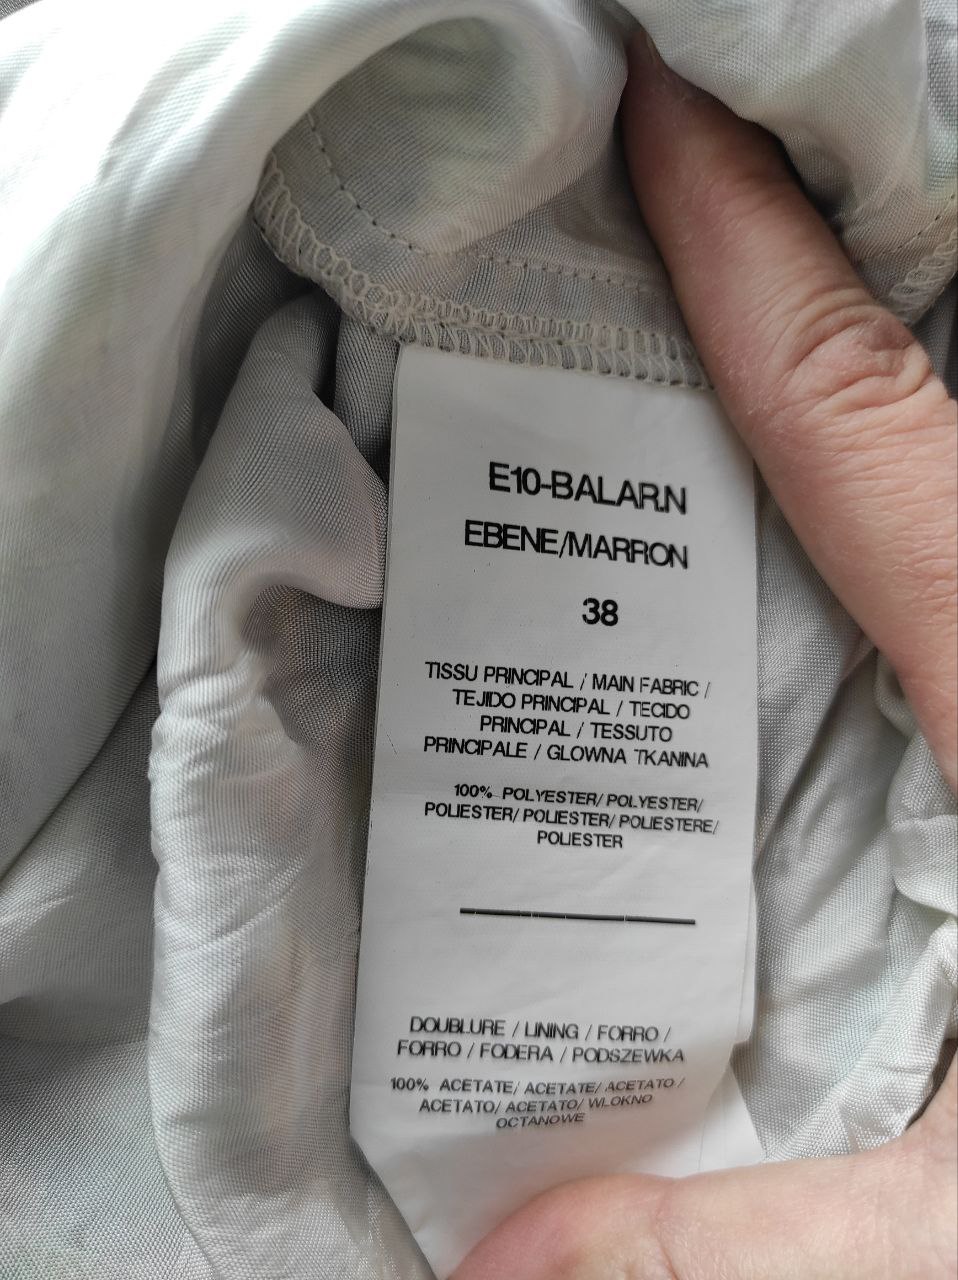 E10-BALAR.N
EBENE/MARRON
38
TISSU PRINCIPAL / MAIN FABRIC /
TEJIDO PRINCIPAL / TECIDO
PRINCIPAL / TESSUTO
PRINCIPALE / GLOWNA TKANINA
100% POLYESTER/ POLYESTER/
POLIESTER/ POLIESTER/ POLIESTERE/
POLIESTER
DOUBLURE / LINING / FORRO /
FORRO / FODERA / PODSZEWKA
100% ACETATE/ ACETATE/ ACETATO /
ACETATO/ ACETATO/ WLOKNO
OCTANOWE